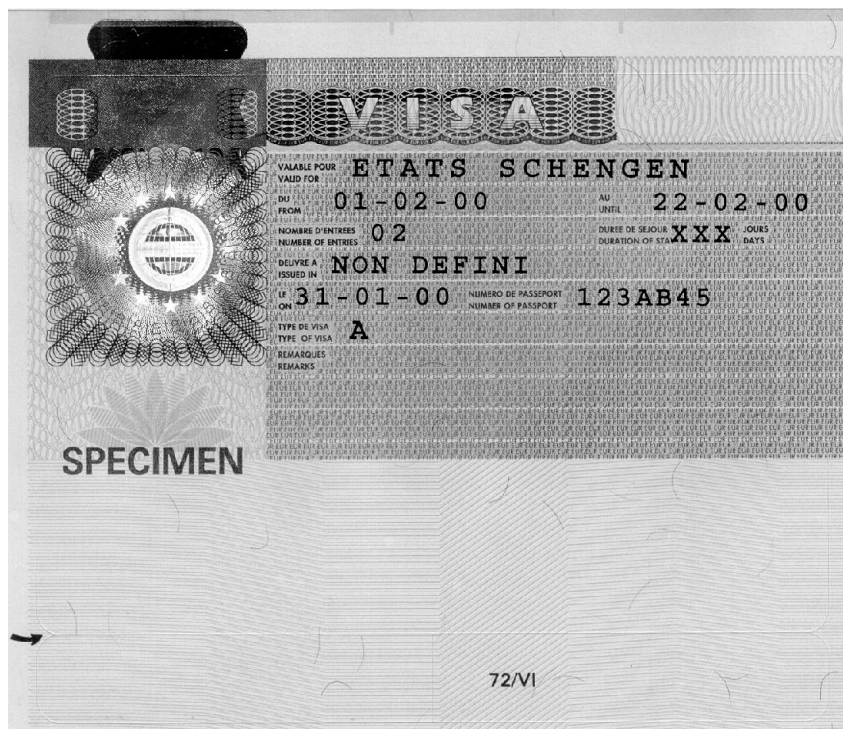 VISA
VALABLE POUR ETATS SCHENGEN
VALID FOR
DU 01-02-00 AU 22-02-00
FROM UNTIL
NOMBRE D'ENTREES 02 DUREE DE SEJOUR XXX JOURS
NUMBER OF ENTRIES DURATION OF STA DAYS
DELIVRE A NON DEFINI
ISSUED IN
LE 31-01-00 NUMERO DE PASSEPORT 123AB45
ON NUMBER OF PASSPORT
TYPE DE VISA A
TYPE OF VISA
REMARQUES
REMARKS
SPECIMEN
72/VI